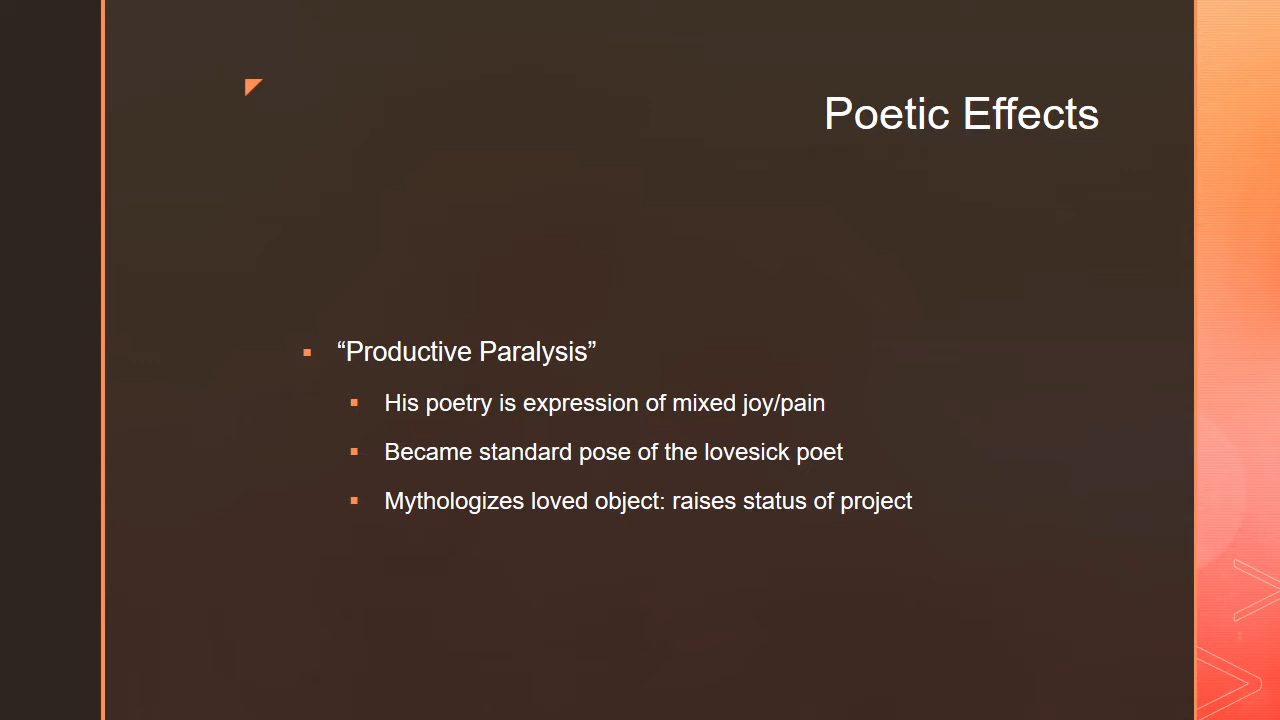 Poetic Effects
“Productive Paralysis”
His poetry is expression of mixed joy/pain
Became standard pose of the lovesick poet
Mythologizes loved object: raises status of project